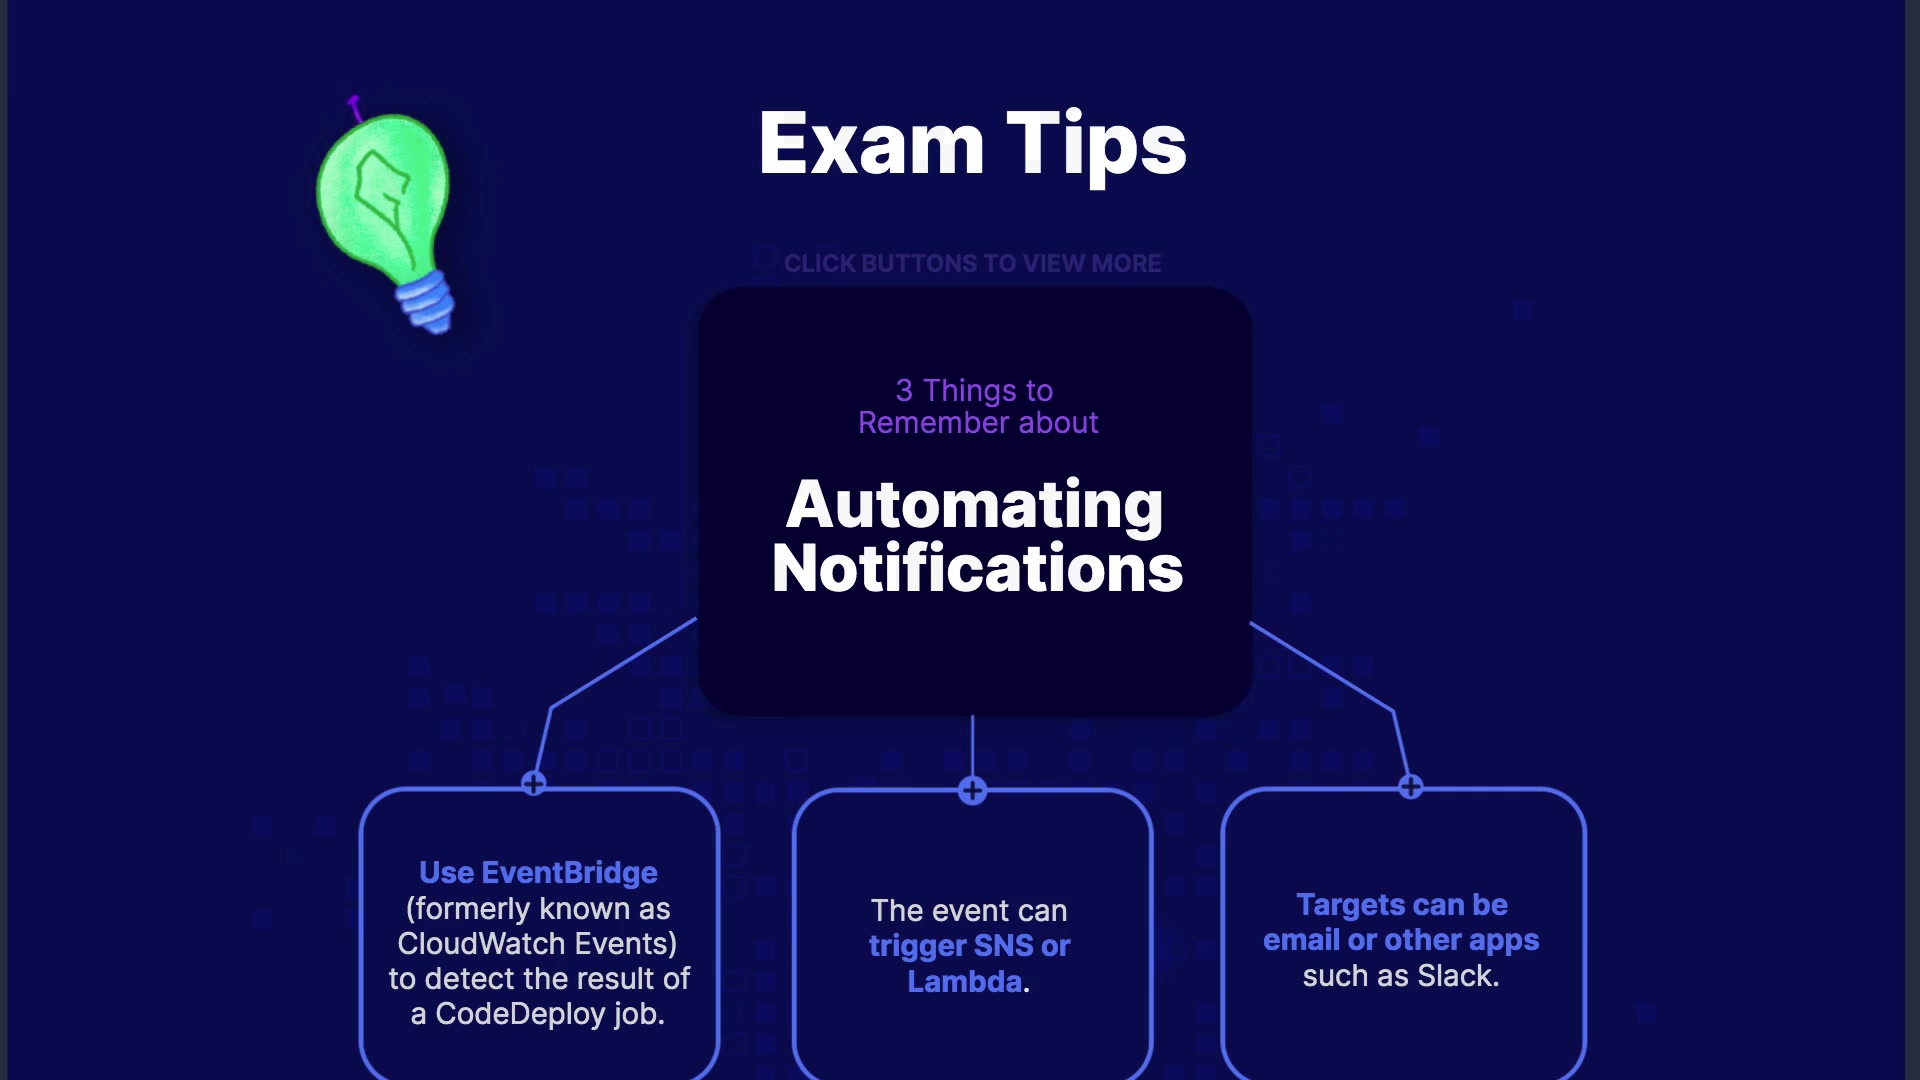 Exam Tips
CLICK BUTTONS TO VIEW MORE
3 Things to
Remember about
Automating
Notifications
Use EventBridge
(formerly known as
CloudWatch Events)
to detect the result of
a CodeDeploy job.
The event can
trigger SNS or
Lambda.
Targets can be
email or other apps
such as Slack.